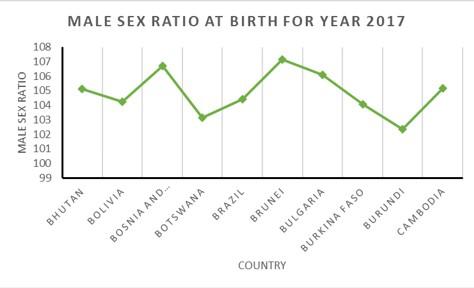 MALE SEX RATIO AT BIRTH FOR YEAR 2017
MALE SEX RATIO
108
107
106
105
104
103
102
101
100
99
BHUTAN
BOLIVIA
BOSNIA AND...
BOTSWANA
BRAZIL
BRUNEI
BULGARIA
BURKINA FASO
BURUNDI
CAMBODIA
COUNTRY